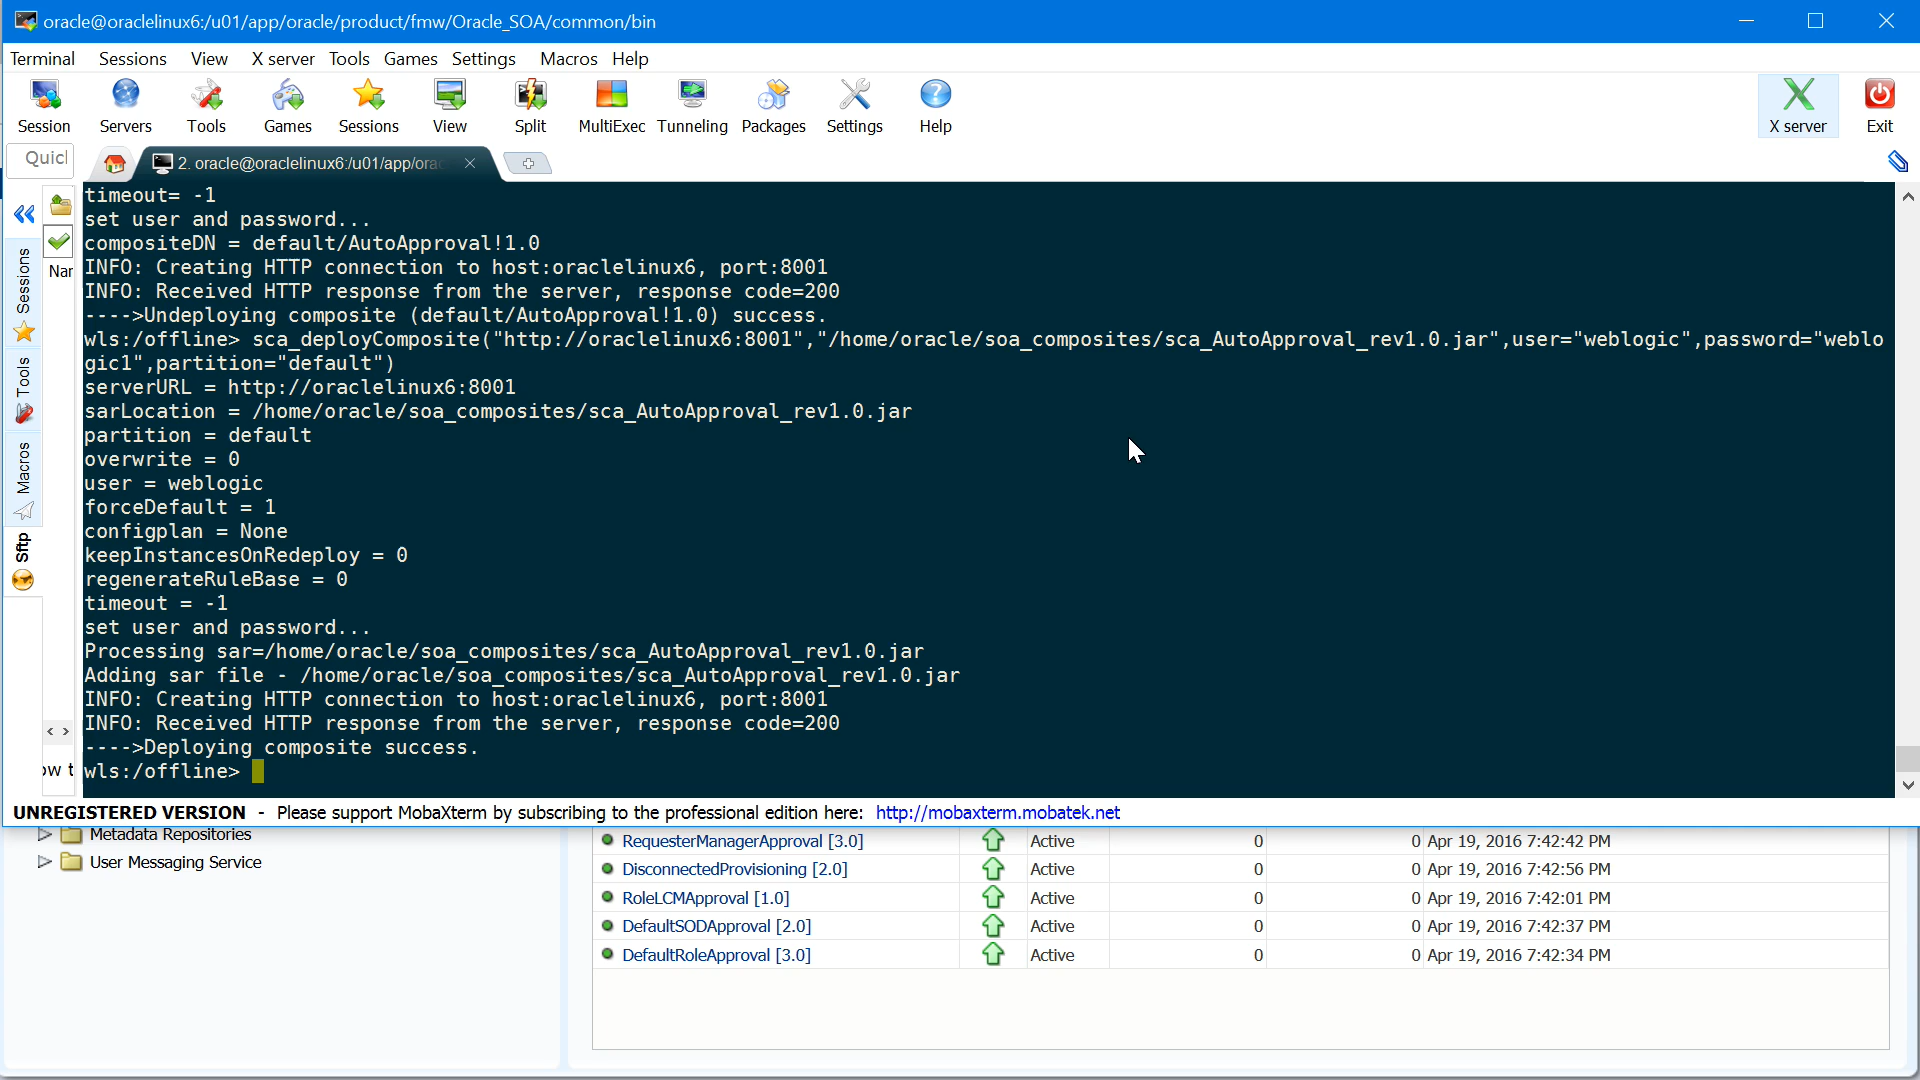 oracle@oraclelinux6:/u01/app/oracle/product/fmw/Oracle_SOA/common/bin
Terminal Sessions View X server Tools Games Settings Macros Help
Session Servers Tools Games Sessions View Split MultiExec Tunneling Packages Settings Help X server Exit
Quicl
2. oracle@oraclelinux6:/u01/app/orac
Sessions
Tools
Macros
Sftp
Nar
ow t
timeout= -1
set user and password...
compositeDN = default/AutoApproval!1.0
INFO: Creating HTTP connection to host:oraclelinux6, port:8001
INFO: Received HTTP response from the server, response code=200
---->Undeploying composite (default/AutoApproval!1.0) success.
wls:/offline> sca_deployComposite("http://oraclelinux6:8001","/home/oracle/soa_composites/sca_AutoApproval_rev1.0.jar",user="weblogic",password="weblo
gic1",partition="default")
serverURL = http://oraclelinux6:8001
sarLocation = /home/oracle/soa_composites/sca_AutoApproval_rev1.0.jar
partition = default
overwrite = 0
user = weblogic
forceDefault = 1
configplan = None
keepInstancesOnRedeploy = 0
regenerateRuleBase = 0
timeout = -1
set user and password...
Processing sar=/home/oracle/soa_composites/sca_AutoApproval_rev1.0.jar
Adding sar file - /home/oracle/soa_composites/sca_AutoApproval_rev1.0.jar
INFO: Creating HTTP connection to host:oraclelinux6, port:8001
INFO: Received HTTP response from the server, response code=200
---->Deploying composite success.
wls:/offline>
UNREGISTERED VERSION - Please support MobaXterm by subscribing to the professional edition here: http://mobaxterm.mobatek.net
Metadata Repositories
User Messaging Service
RequesterManagerApproval [3.0] Active 0 0 Apr 19, 2016 7:42:42 PM
DisconnectedProvisioning [2.0] Active 0 0 Apr 19, 2016 7:42:56 PM
RoleLCMApproval [1.0] Active 0 0 Apr 19, 2016 7:42:01 PM
DefaultSODApproval [2.0] Active 0 0 Apr 19, 2016 7:42:37 PM
DefaultRoleApproval [3.0] Active 0 0 Apr 19, 2016 7:42:34 PM